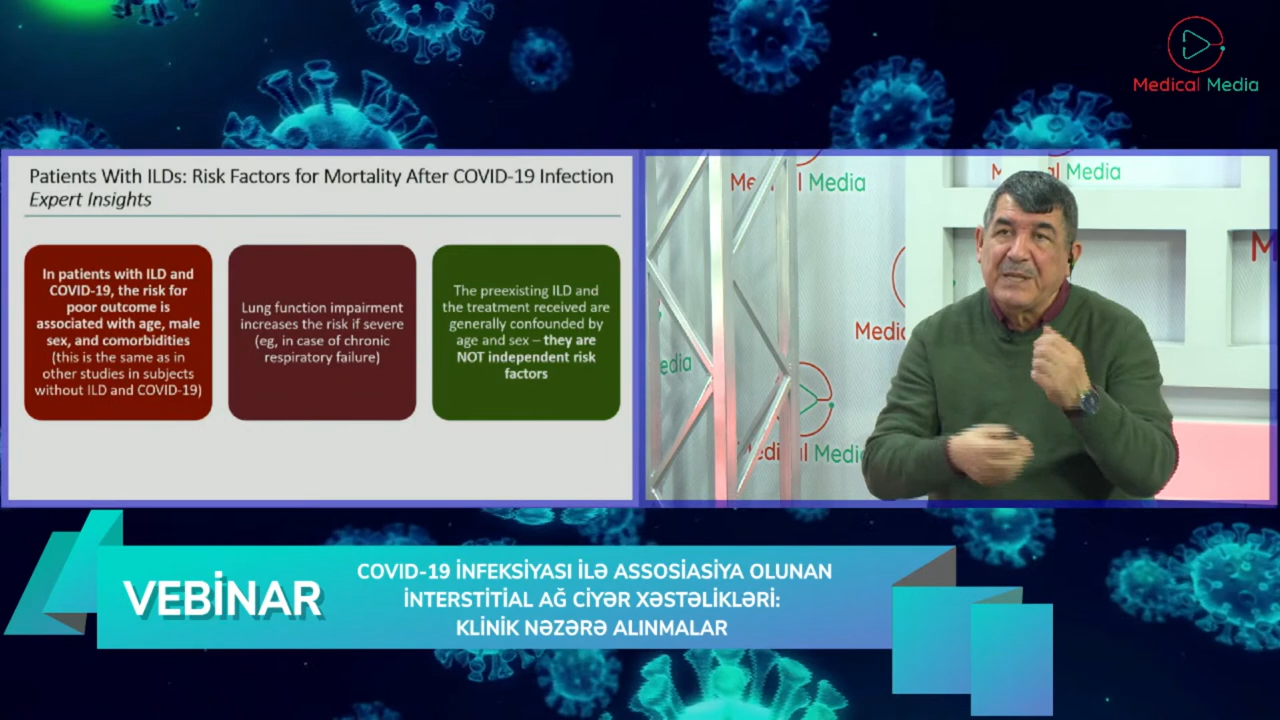 Medical Media
Patients With ILDs: Risk Factors for Mortality After COVID-19 Infection
Expert Insights
In patients with ILD and
COVID-19, the risk for
poor outcome is
associated with age, male
sex, and comorbidities
(this is the same as in
other studies in subjects
without ILD and COVID-19)
Lung function impairment
increases the risk if severe
(eg, in case of chronic
respiratory failure)
The preexisting ILD and
the treatment received are
generally confounded by
age and sex – they are
NOT independent risk
factors
Media
Media
VEBİNAR
COVID-19 İNFEKSİYASI İLƏ ASSOSİASİYA OLUNAN
İNTERSTİTİAL AĞ CİYƏR XƏSTƏLİKLƏRİ:
KLİNİK NƏZƏRƏ ALINMALAR